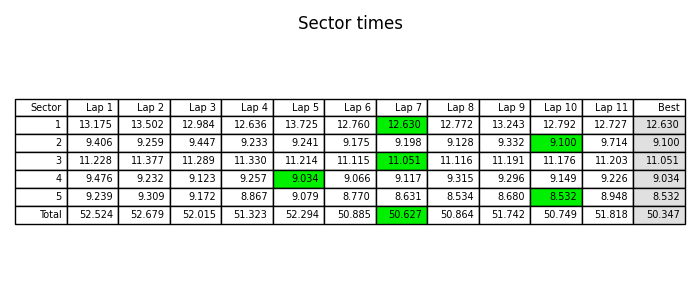 Sector times
Sector Lap 1 Lap 2 Lap 3 Lap 4 Lap 5 Lap 6 Lap 7 Lap 8 Lap 9 Lap 10 Lap 11 Best
1 13.175 13.502 12.984 12.636 13.725 12.760 12.630 12.772 13.243 12.792 12.727 12.630
2 9.406 9.259 9.447 9.233 9.241 9.175 9.198 9.128 9.332 9.100 9.714 9.100
3 11.228 11.377 11.289 11.330 11.214 11.115 11.051 11.116 11.191 11.176 11.203 11.051
4 9.476 9.232 9.123 9.257 9.034 9.066 9.117 9.315 9.296 9.149 9.226 9.034
5 9.239 9.309 9.172 8.867 9.079 8.770 8.631 8.534 8.680 8.532 8.948 8.532
Total 52.524 52.679 52.015 51.323 52.294 50.885 50.627 50.864 51.742 50.749 51.818 50.347